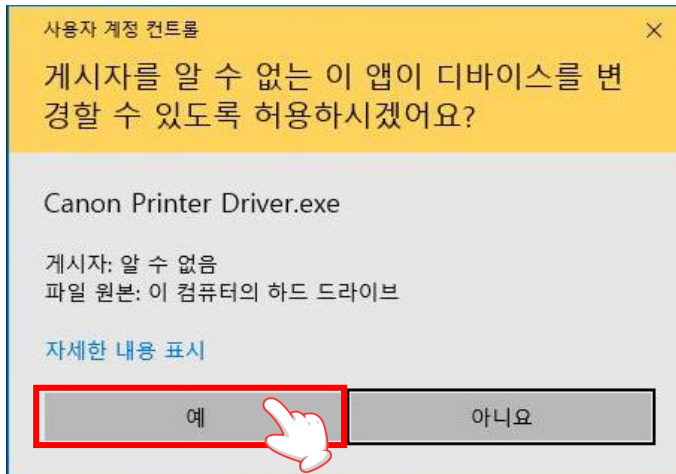 사용자 계정 컨트롤
게시자를 알 수 없는 이 앱이 디바이스를 변
경할 수 있도록 허용하시겠어요?
Canon Printer Driver.exe
게시자: 알 수 없음
파일 원본: 이 컴퓨터의 하드 드라이브
자세한 내용 표시
예
아니요